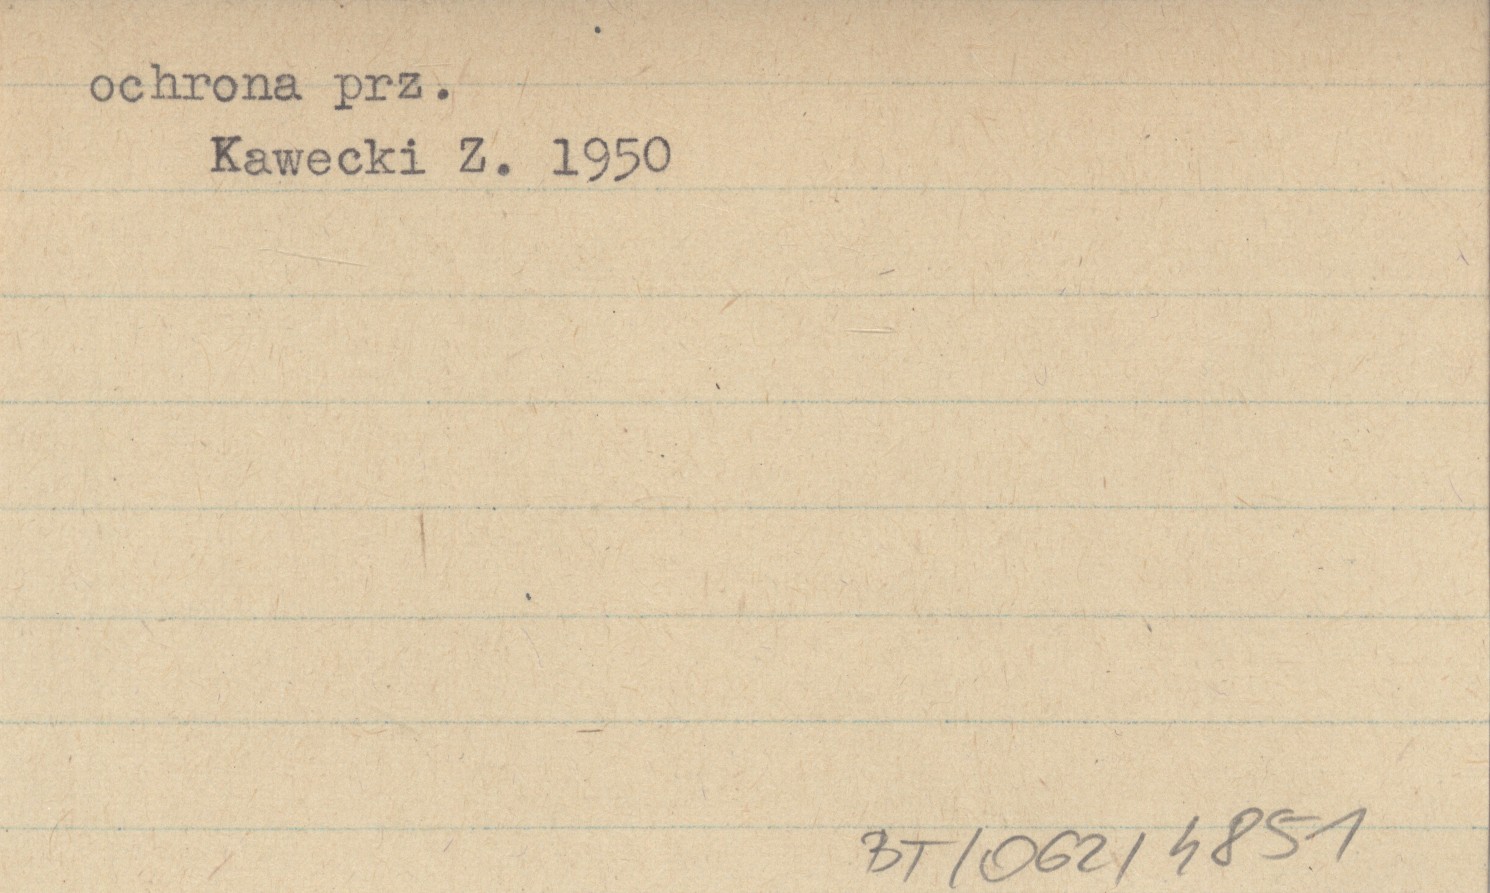 ochrona prz.
Kawecki Z. 1950
BT/062/4851